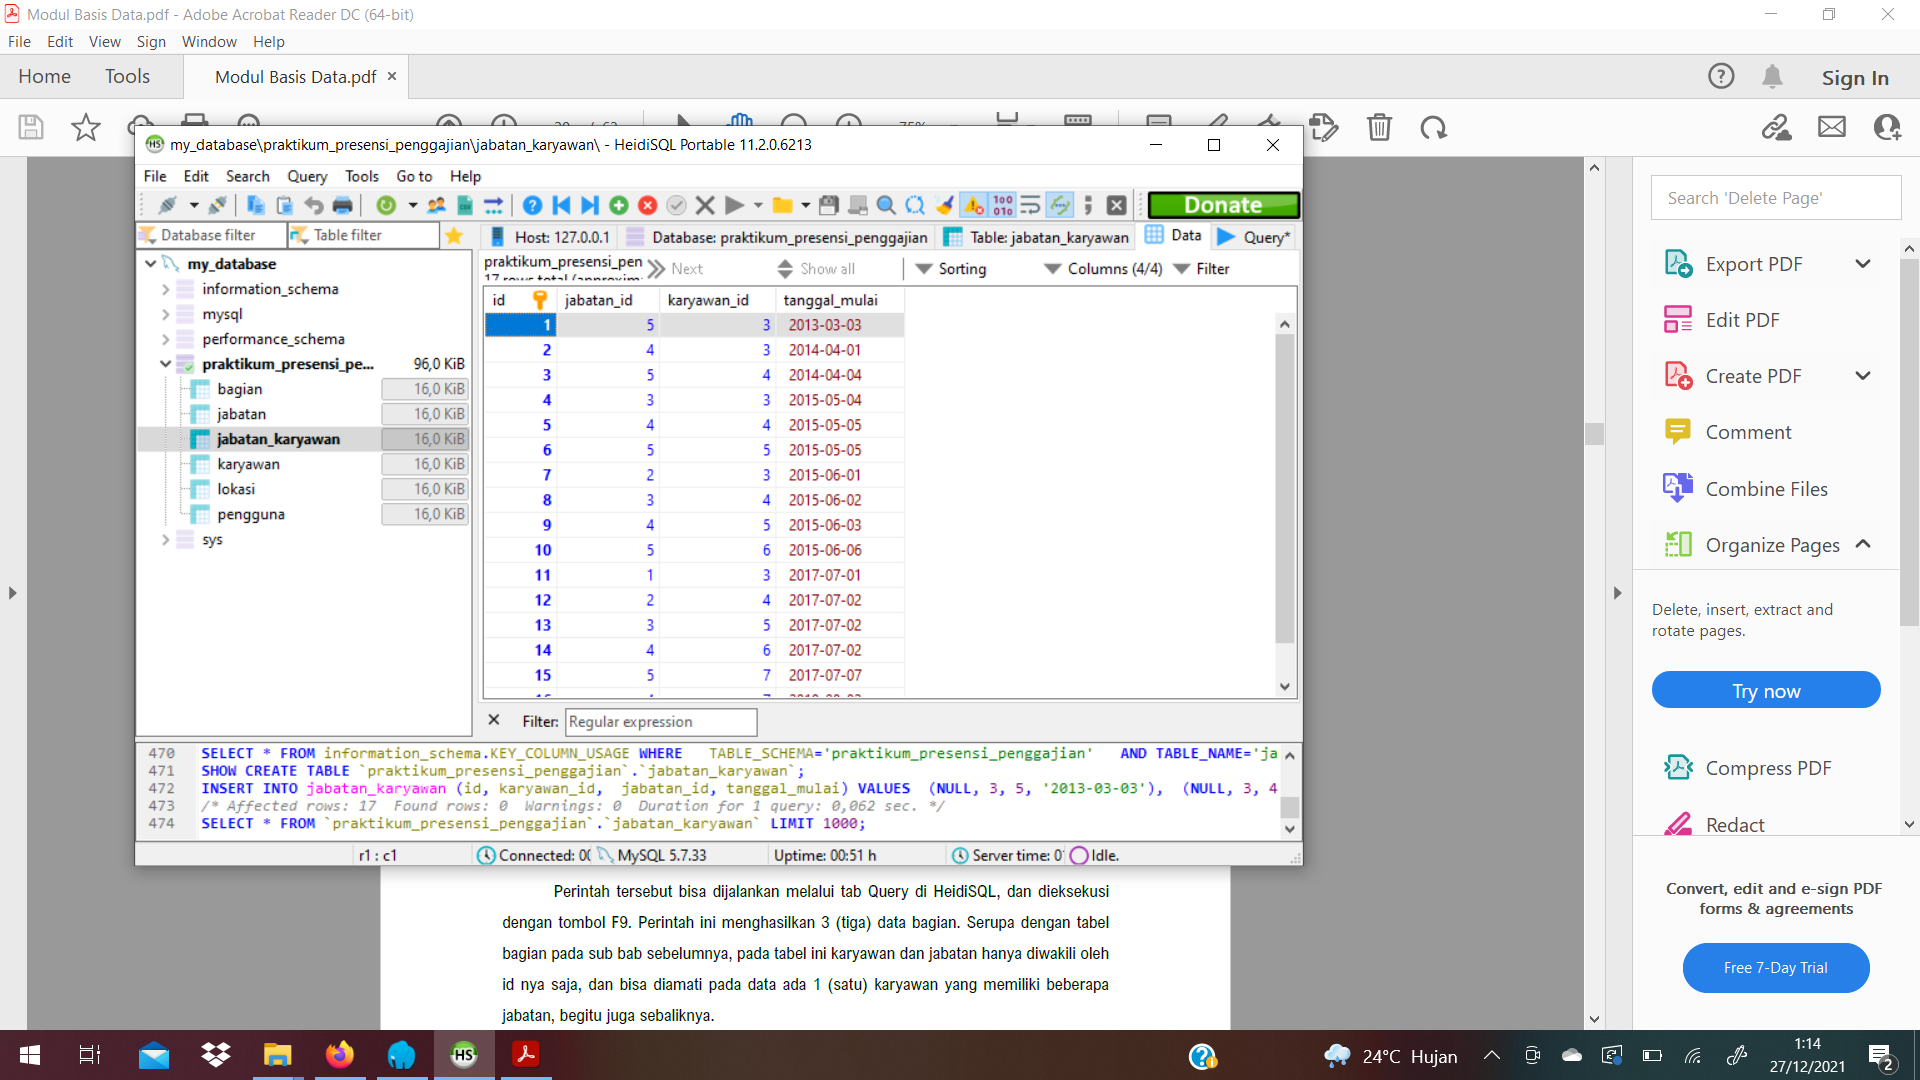 Modul Basis Data.pdf - Adobe Acrobat Reader DC (64-bit)
File Edit View Sign Window Help
Home Tools Modul Basis Data.pdf × Sign In
my_database\praktikum_presensi_penggajian\jabatan_karyawan\ - HeidiSQL Portable 11.2.0.6213
File Edit Search Query Tools Go to Help
Donate
Database filter Table filter
Host: 127.0.0.1 Database: praktikum_presensi_penggajian Table: jabatan_karyawan Data Query*
my_database
information_schema
mysql
performance_schema
praktikum_presensi_pe... 96,0 KiB
bagian 16,0 KiB
jabatan 16,0 KiB
jabatan_karyawan 16,0 KiB
karyawan 16,0 KiB
lokasi 16,0 KiB
pengguna 16,0 KiB
sys
praktikum_presensi_pen Next Show all Sorting Columns (4/4) Filter
id jabatan_id karyawan_id tanggal_mulai
1 5 3 2013-03-03
2 4 3 2014-04-01
3 5 4 2014-04-04
4 3 3 2015-05-04
5 4 4 2015-05-05
6 5 5 2015-05-05
7 2 3 2015-06-01
8 3 4 2015-06-02
9 4 5 2015-06-03
10 5 6 2015-06-06
11 1 3 2017-07-01
12 2 4 2017-07-02
13 3 5 2017-07-02
14 4 6 2017-07-02
15 5 7 2017-07-07
Filter: Regular expression
470 SELECT * FROM information_schema.KEY_COLUMN_USAGE WHERE TABLE_SCHEMA='praktikum_presensi_penggajian' AND TABLE_NAME='ja
471 SHOW CREATE TABLE `praktikum_presensi_penggajian`.`jabatan_karyawan`;
472 INSERT INTO jabatan_karyawan (id, karyawan_id, jabatan_id, tanggal_mulai) VALUES (NULL, 3, 5, '2013-03-03'), (NULL, 3, 4
473 /* Affected rows: 17 Found rows: 0 Warnings: 0 Duration for 1 query: 0,062 sec. */
474 SELECT * FROM `praktikum_presensi_penggajian`.`jabatan_karyawan` LIMIT 1000;
r1 : c1 Connected: 00 MySQL 5.7.33 Uptime: 00:51 h Server time: 0 Idle.
Perintah tersebut bisa dijalankan melalui tab Query di HeidiSQL, dan dieksekusi
dengan tombol F9. Perintah ini menghasilkan 3 (tiga) data bagian. Serupa dengan tabel
bagian pada sub bab sebelumnya, pada tabel ini karyawan dan jabatan hanya diwakili oleh
id nya saja, dan bisa diamati pada data ada 1 (satu) karyawan yang memiliki beberapa
jabatan, begitu juga sebaliknya.
Search 'Delete Page'
Export PDF
Edit PDF
Create PDF
Comment
Combine Files
Organize Pages
Delete, insert, extract and
rotate pages.
Try now
Compress PDF
Redact
Convert, edit and e-sign PDF
forms & agreements
Free 7-Day Trial
24°C Hujan
1:14
27/12/2021
2